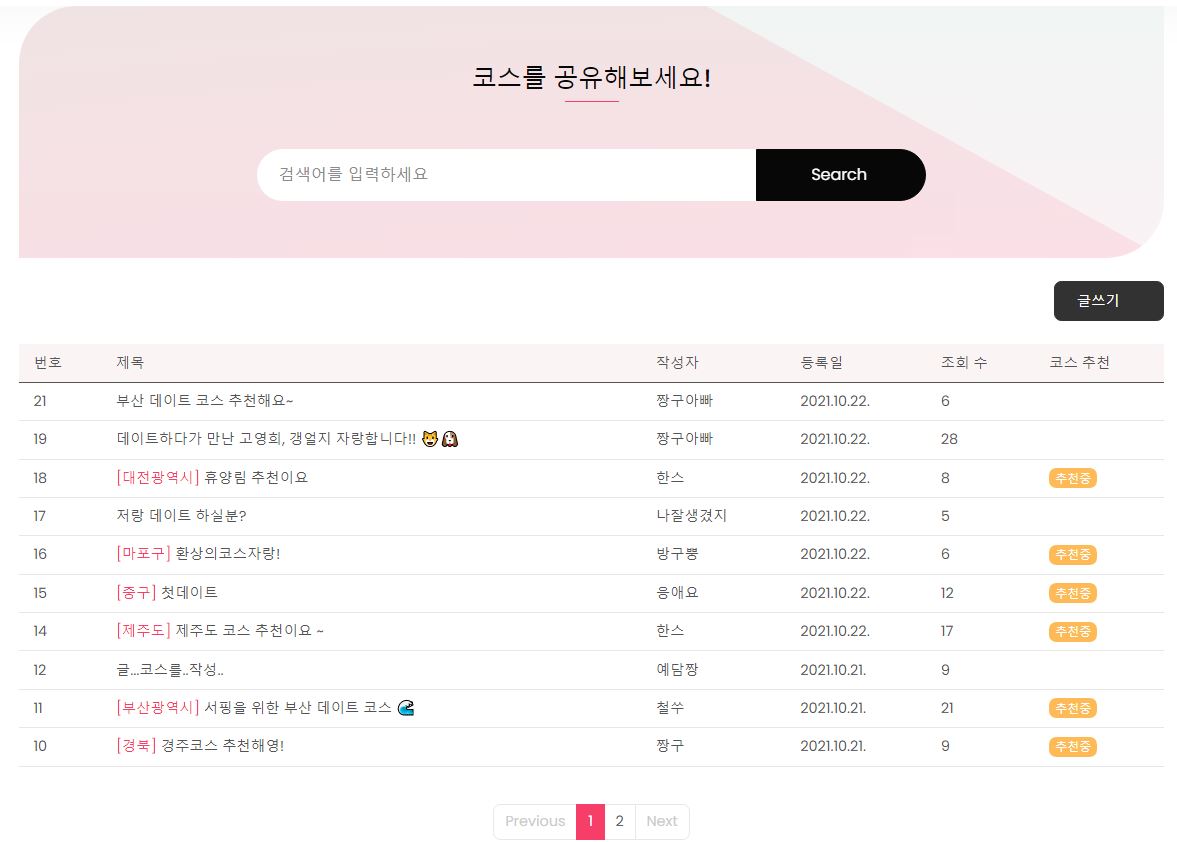 코스를 공유해보세요!
검색어를 입력하세요 Search
글쓰기
번호 제목 작성자 등록일 조회 수 코스 추천
21 부산 데이트 코스 추천해요~ 짱구아빠 2021.10.22. 6
19 데이트하다가 만난 고영희, 갱얼지 자랑합니다!! 🐱🐶 짱구아빠 2021.10.22. 28
18 [대전광역시] 휴양림 추천이요 한스 2021.10.22. 8 추천중
17 저랑 데이트 하실분? 나잘생겼지 2021.10.22. 5
16 [마포구] 환상의코스자랑! 방구뿡 2021.10.22. 6 추천중
15 [중구] 첫데이트 응애요 2021.10.22. 12 추천중
14 [제주도] 제주도 코스 추천이요 ~ 한스 2021.10.22. 17 추천중
12 글...코스를..작성.. 예담짱 2021.10.21. 9
11 [부산광역시] 서핑을 위한 부산 데이트 코스 🌊 철쑤 2021.10.21. 21 추천중
10 [경북] 경주코스 추천해영! 짱구 2021.10.21. 9 추천중
Previous 1 2 Next